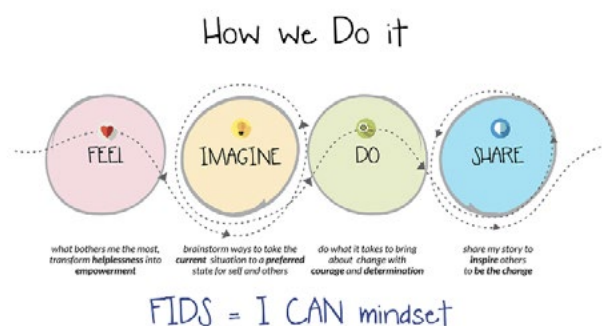 How we Do it
FEEL
IMAGINE
DO
SHARE
what bothers me the most,
transform helplessness into
empowerment
brainstorm ways to take the
current situation to a preferred
state for self and others
do what it takes to bring
about change with
courage and determination
share my story to
inspire others
to be the change
FIDS = I CAN mindset